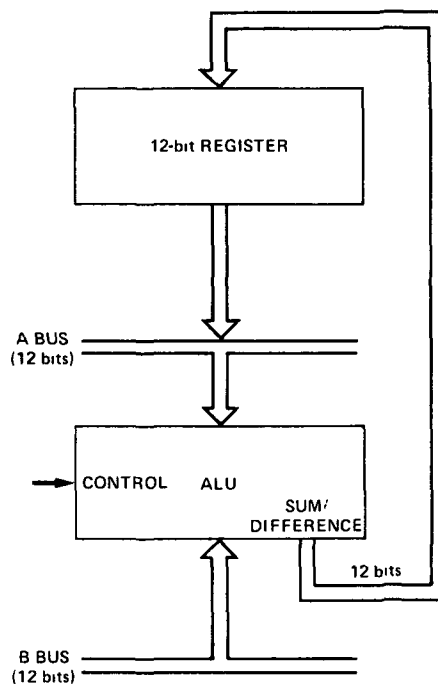 12-bit REGISTER
A BUS
(12 bits)
CONTROL ALU
SUM/
DIFFERENCE
12 bits
B BUS
(12 bits)